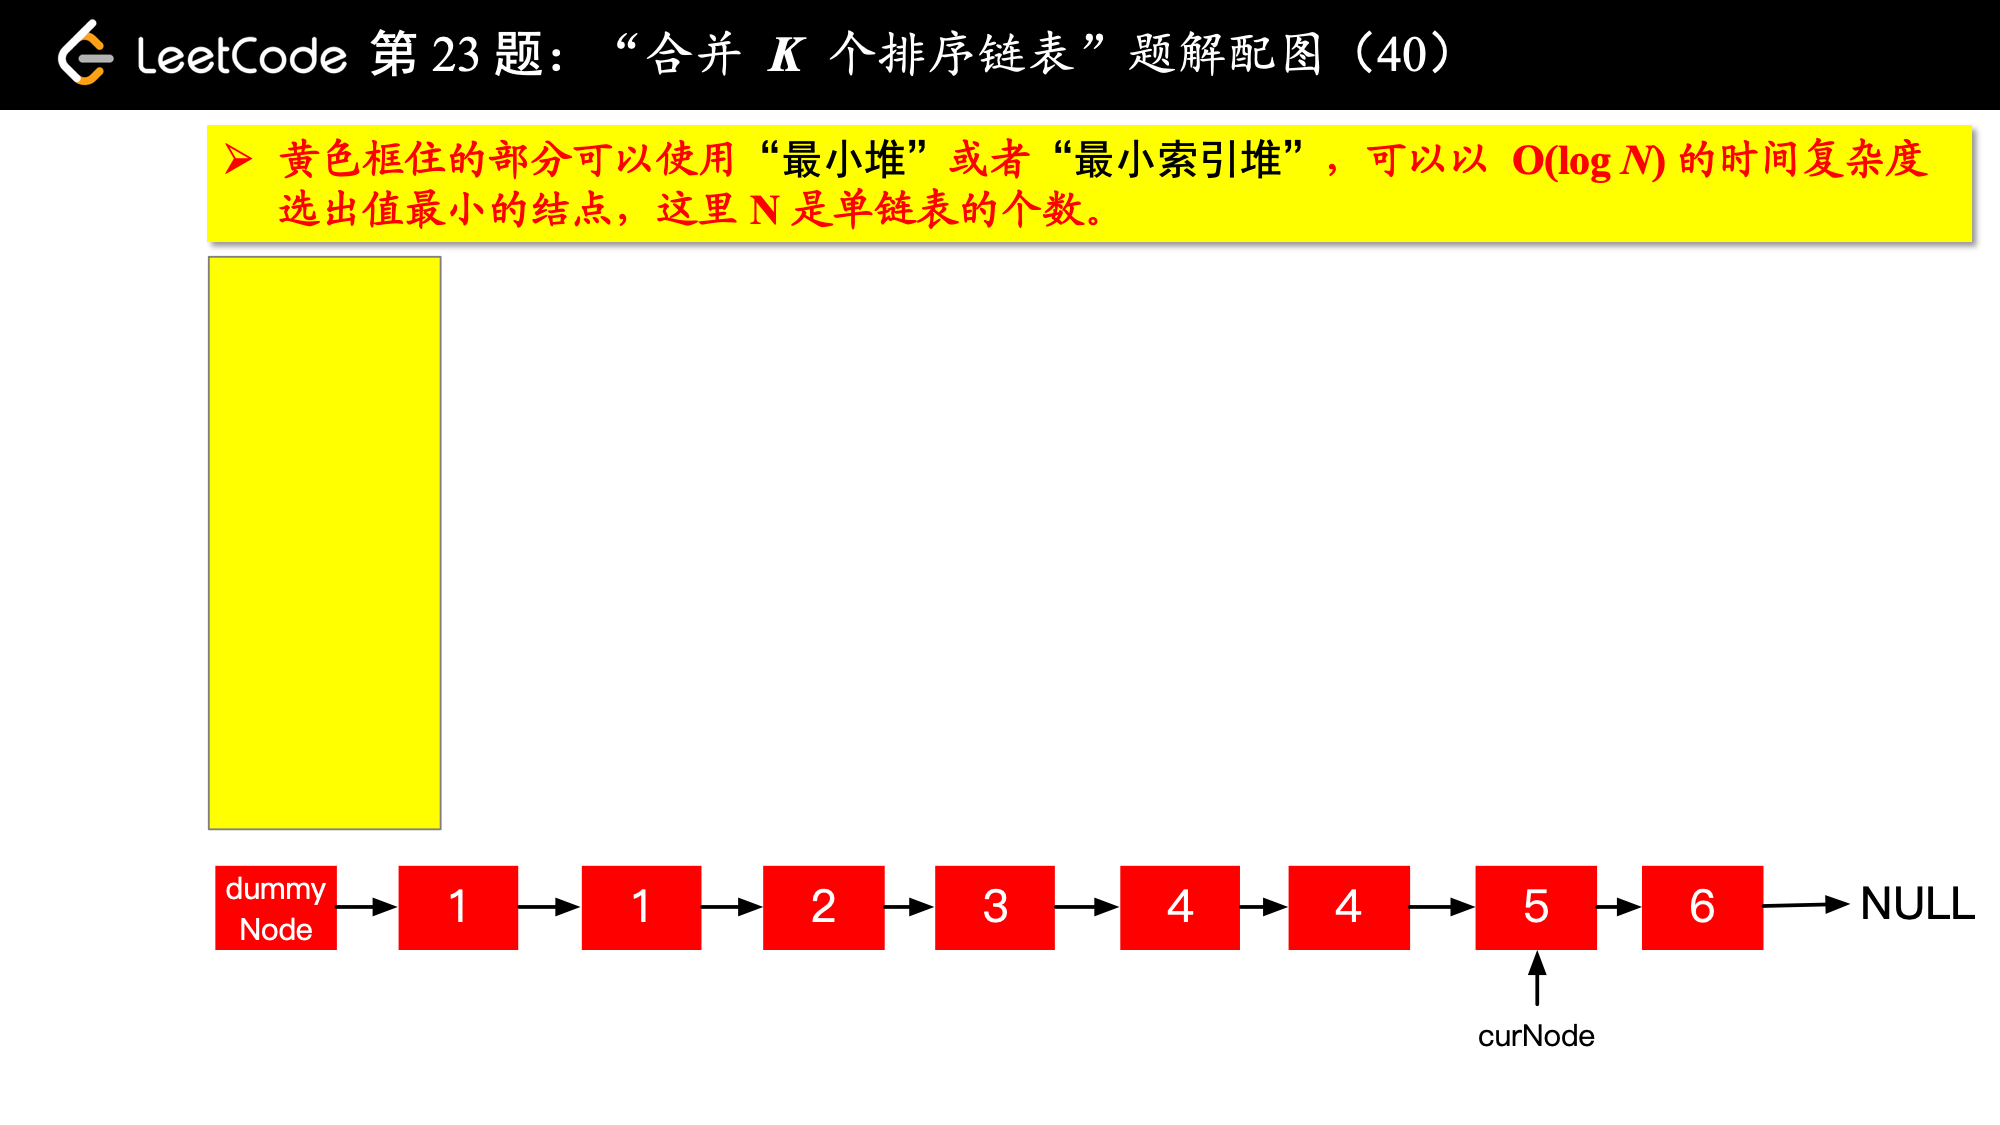 LeetCode 第 23 题：“合并 K 个排序链表”题解配图（40）
➢ 黄色框住的部分可以使用“最小堆”或者“最小索引堆”，可以以 O(log N) 的时间复杂度
选出值最小的结点，这里 N 是单链表的个数。
dummy
Node
1
1
2
3
4
4
5
6
NULL
curNode